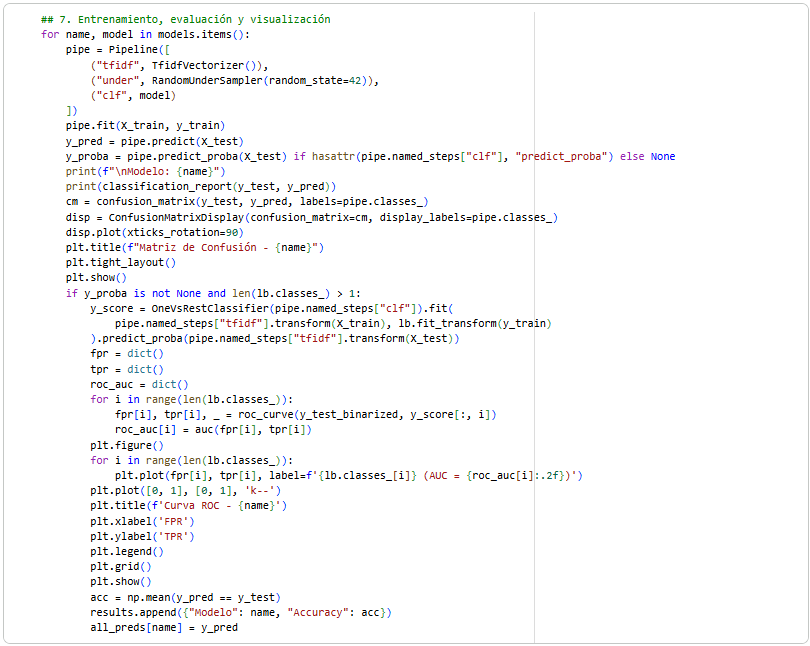 ## 7. Entrenamiento, evaluación y visualización
for name, model in models.items():
    pipe = Pipeline([
        ("tfidf", TfidfVectorizer()),
        ("under", RandomUnderSampler(random_state=42)),
        ("clf", model)
    ])
    pipe.fit(X_train, y_train)
    y_pred = pipe.predict(X_test)
    y_proba = pipe.predict_proba(X_test) if hasattr(pipe.named_steps["clf"], "predict_proba") else None
    print(f"\nModelo: {name}")
    print(classification_report(y_test, y_pred))
    cm = confusion_matrix(y_test, y_pred, labels=pipe.classes_)
    disp = ConfusionMatrixDisplay(confusion_matrix=cm, display_labels=pipe.classes_)
    disp.plot(xticks_rotation=90)
    plt.title(f"Matriz de Confusión - {name}")
    plt.tight_layout()
    plt.show()
    if y_proba is not None and len(lb.classes_) > 1:
        y_score = OneVsRestClassifier(pipe.named_steps["clf"]).fit(
            pipe.named_steps["tfidf"].transform(X_train), lb.fit_transform(y_train)
        ).predict_proba(pipe.named_steps["tfidf"].transform(X_test))
        fpr = dict()
        tpr = dict()
        roc_auc = dict()
        for i in range(len(lb.classes_)):
            fpr[i], tpr[i], _ = roc_curve(y_test_binarized, y_score[:, i])
            roc_auc[i] = auc(fpr[i], tpr[i])
        plt.figure()
        for i in range(len(lb.classes_)):
            plt.plot(fpr[i], tpr[i], label=f'{lb.classes_[i]} (AUC = {roc_auc[i]:.2f})')
        plt.plot([0, 1], [0, 1], 'k--')
        plt.title(f'Curva ROC - {name}')
        plt.xlabel('FPR')
        plt.ylabel('TPR')
        plt.legend()
        plt.grid()
        plt.show()
        acc = np.mean(y_pred == y_test)
        results.append({"Modelo": name, "Accuracy": acc})
        all_preds[name] = y_pred